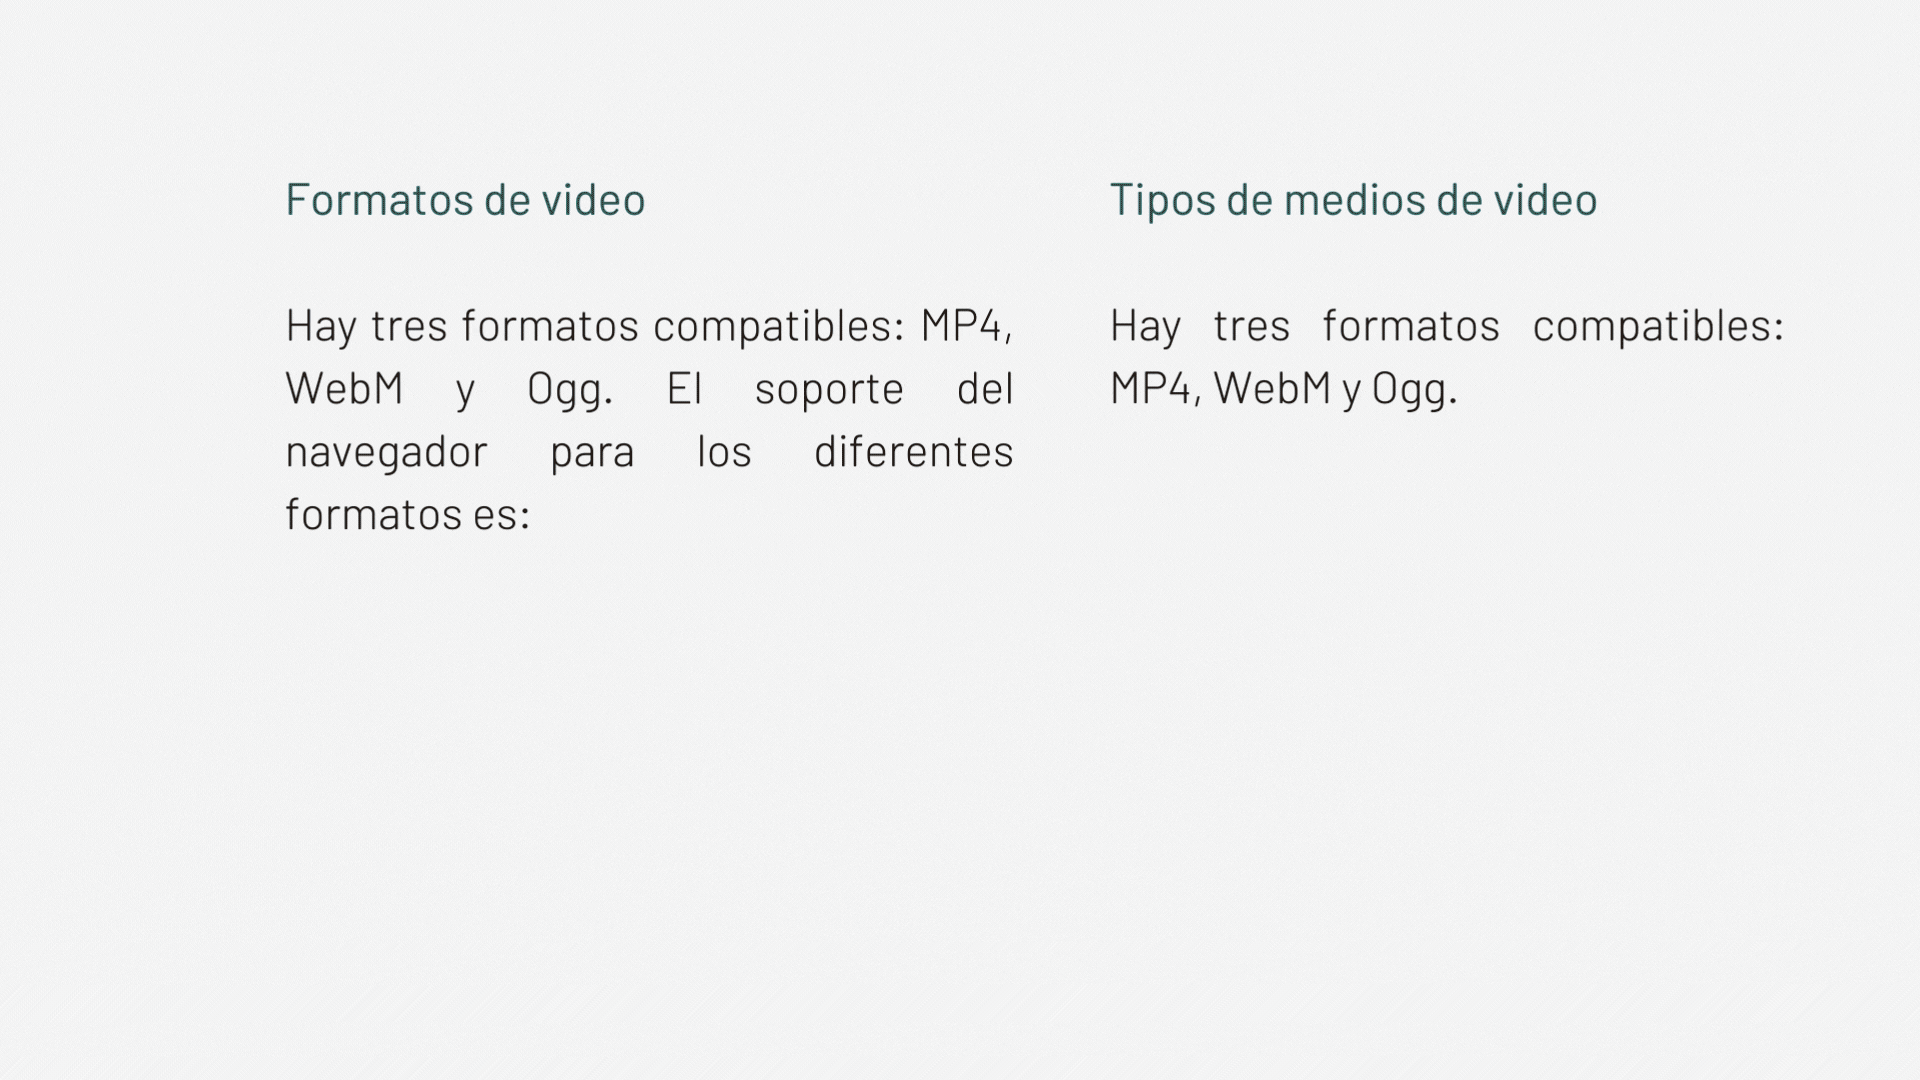 Formatos de video
Hay tres formatos compatibles: MP4,
WebM y Ogg. El soporte del
navegador para los diferentes
formatos es:
Tipos de medios de video
Hay tres formatos compatibles:
MP4, WebM y Ogg.